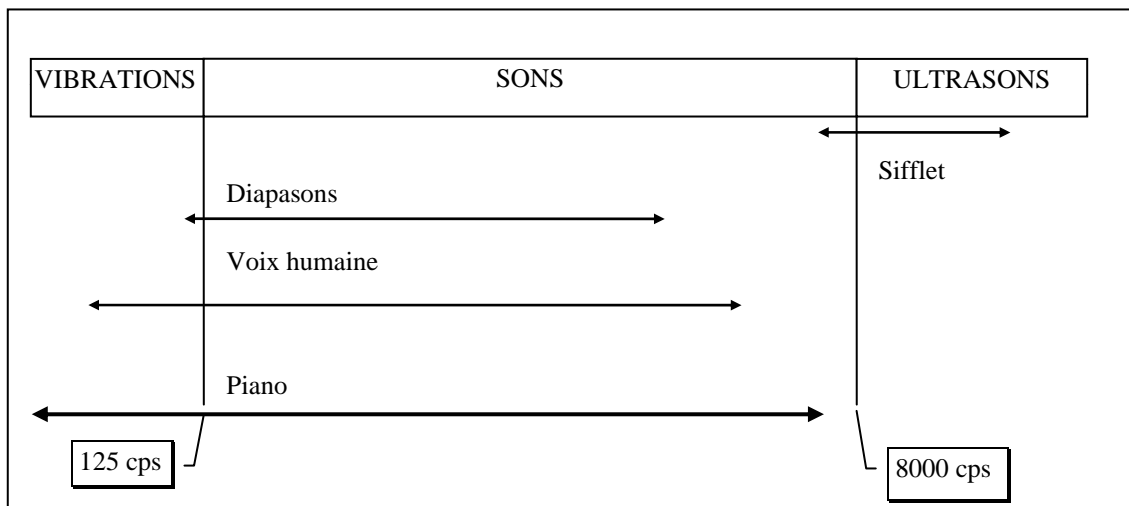 VIBRATIONS SONS ULTRASONS
Sifflet
Diapasons
Voix humaine
Piano
125 cps
8000 cps